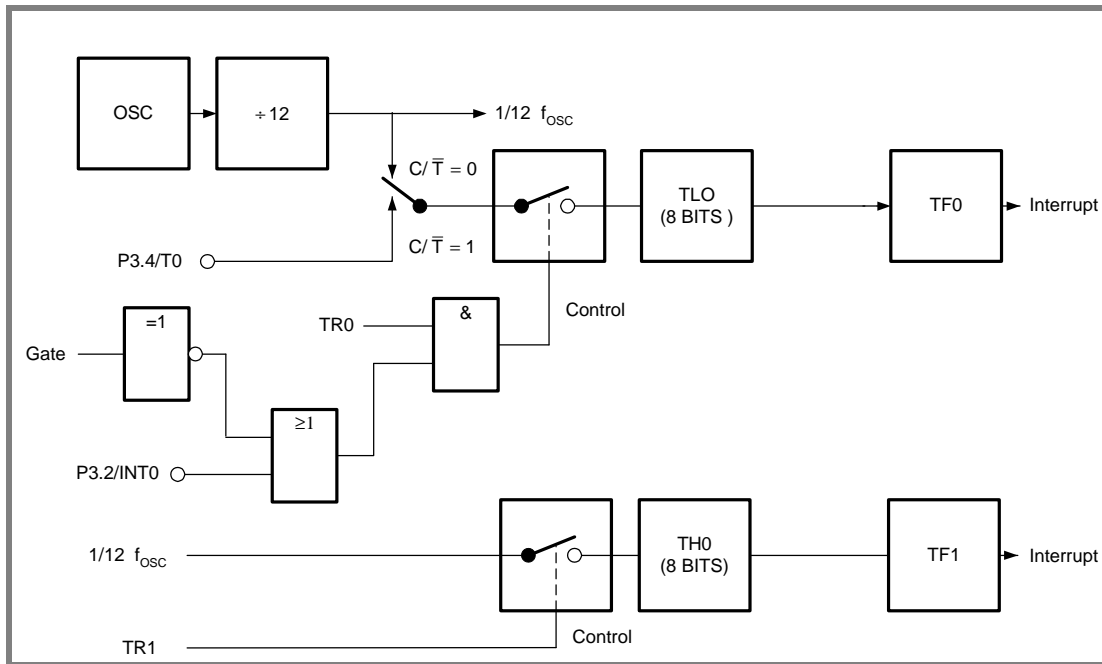 OSC
÷12
1/12 fOSC
C/T̅ = 0
TLO
(8 BITS )
TF0
Interrupt
C/T̅ = 1
P3.4/T0
Control
=1
TR0
&
Gate
≥1
P3.2/INT0
1/12 fOSC
TH0
(8 BITS)
TF1
Interrupt
Control
TR1